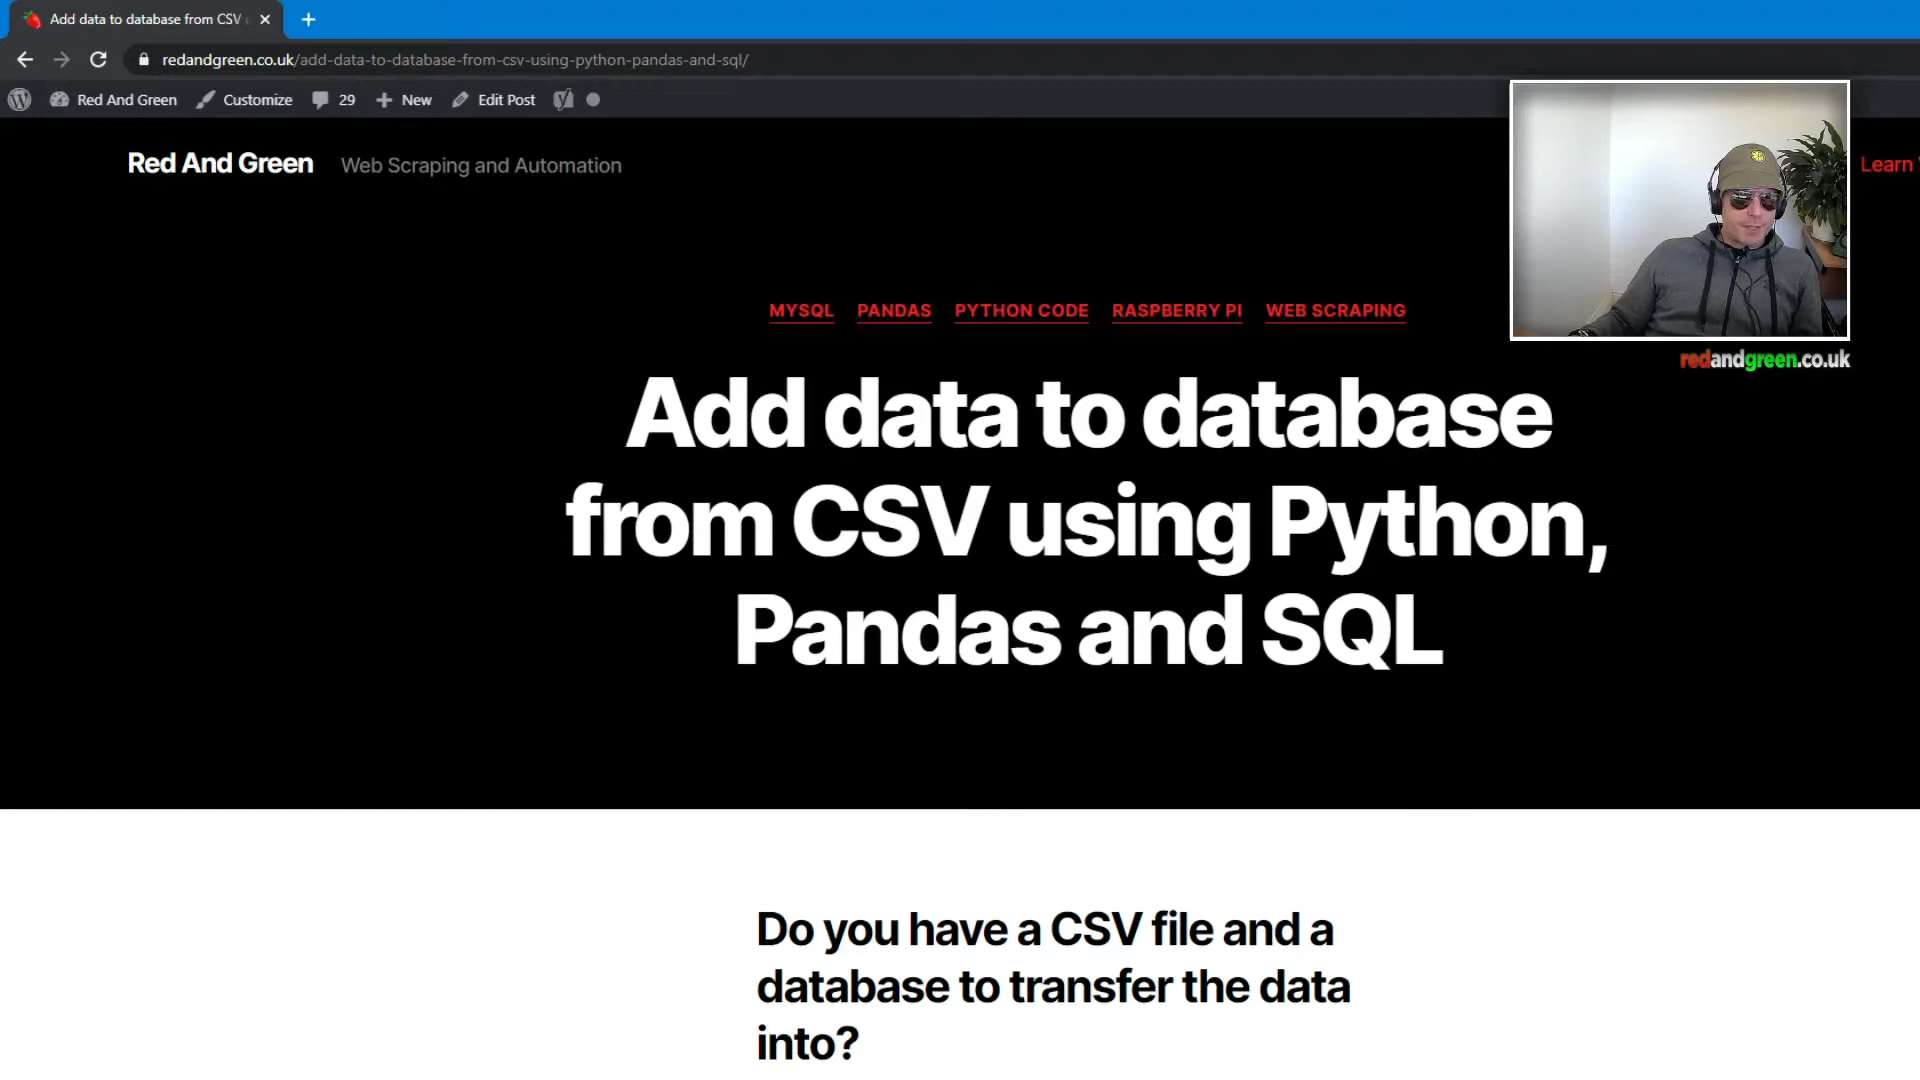 Add data to database from CSV
redandgreen.co.uk/add-data-to-database-from-csv-using-python-pandas-and-sql/
Red And Green Customize 29 New Edit Post
Red And Green Web Scraping and Automation
Learn
MYSQL PANDAS PYTHON CODE RASPBERRY PI WEB SCRAPING
redandgreen.co.uk
Add data to database
from CSV using Python,
Pandas and SQL
Do you have a CSV file and a
database to transfer the data
into?